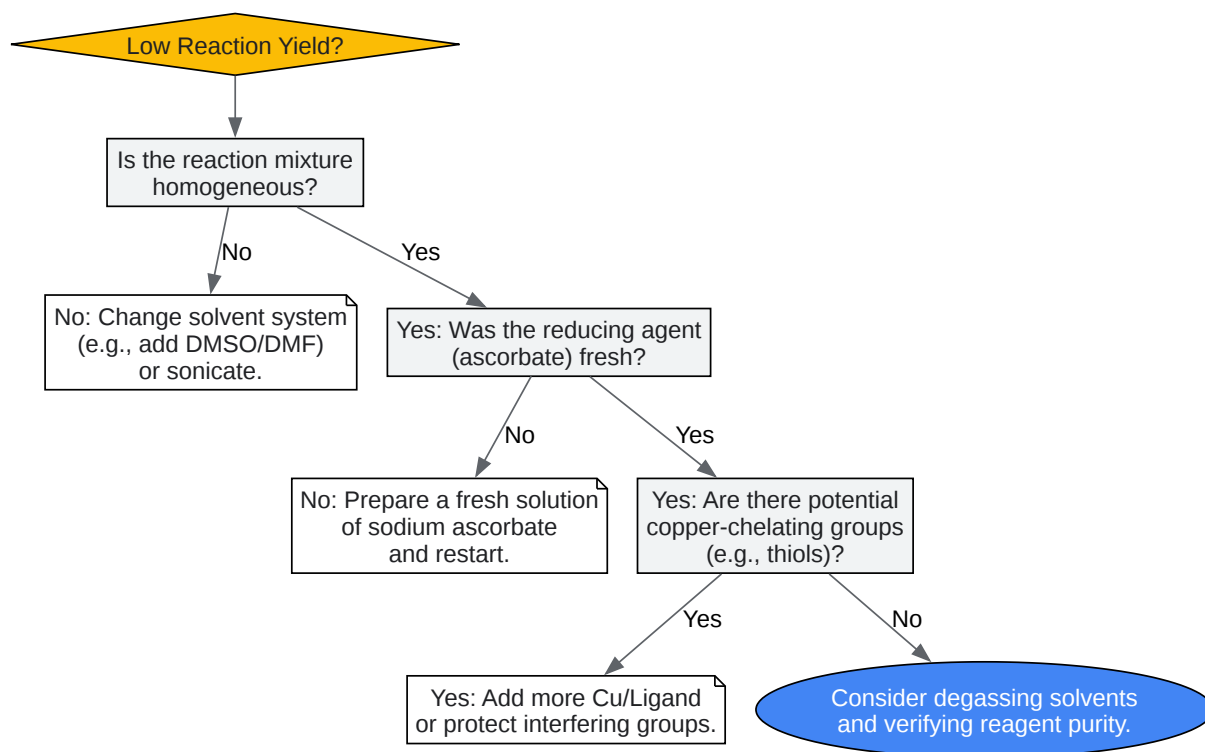 Low Reaction Yield?
Is the reaction mixture
homogeneous?
No
Yes
No: Change solvent system
(e.g., add DMSO/DMF)
or sonicate.
Yes: Was the reducing agent
(ascorbate) fresh?
No
Yes
No: Prepare a fresh solution
of sodium ascorbate
and restart.
Yes: Are there potential
copper-chelating groups
(e.g., thiols)?
Yes
No
Yes: Add more Cu/Ligand
or protect interfering groups.
Consider degassing solvents
and verifying reagent purity.